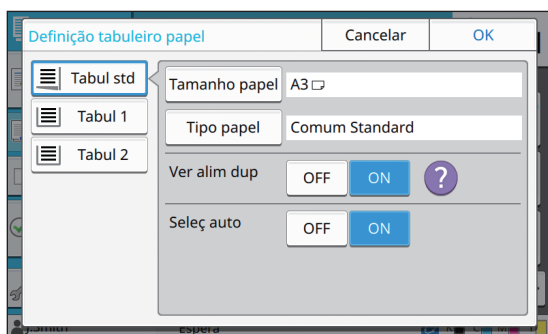 Definição tabuleiro papel
Cancelar
OK
Tabul std
Tamanho papel
A3
Tabul 1
Tipo papel
Comum Standard
Tabul 2
Ver alim dup
OFF
ON
?
Seleç auto
OFF
ON
J.Smith
Espera